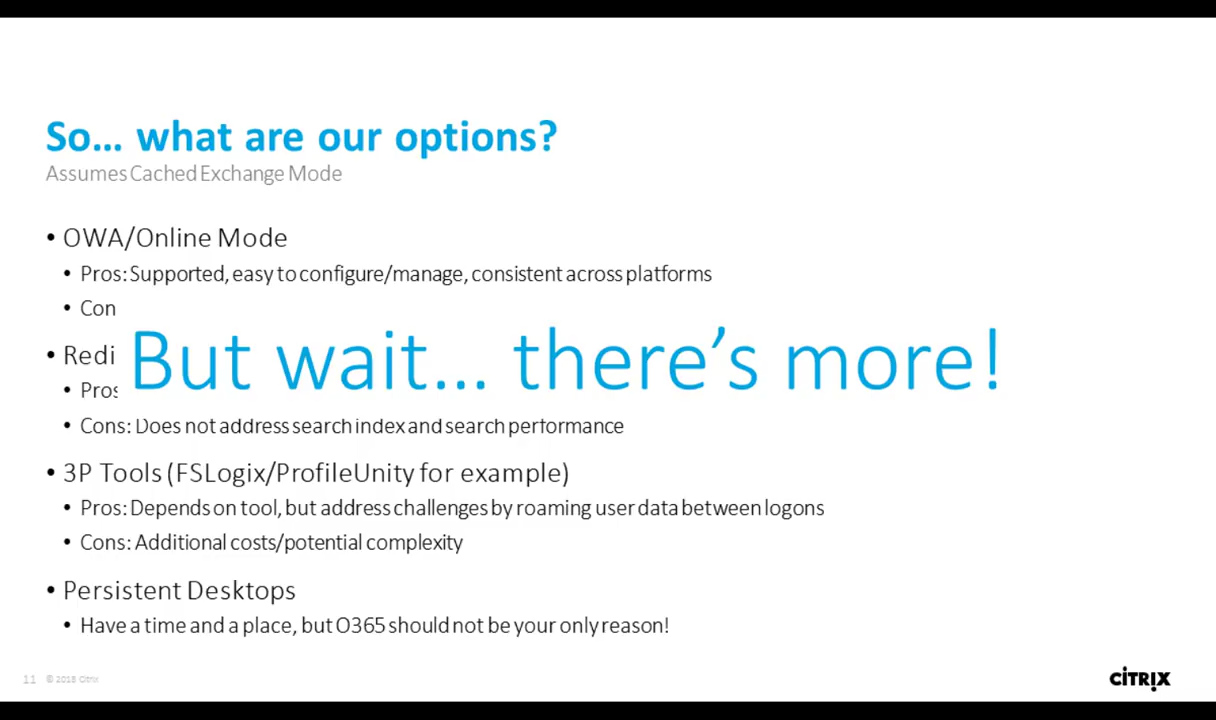 So... what are our options?
Assumes Cached Exchange Mode
• OWA/Online Mode
• Pros: Supported, easy to configure/manage, consistent across platforms
• Con
• Redi
But wait... there's more!
• Pros
• Cons: Does not address search index and search performance
• 3P Tools (FSLogix/ProfileUnity for example)
• Pros: Depends on tool, but address challenges by roaming user data between logons
• Cons: Additional costs/potential complexity
• Persistent Desktops
• Have a time and a place, but O365 should not be your only reason!
11 © 2018 Citrix
CITRIX